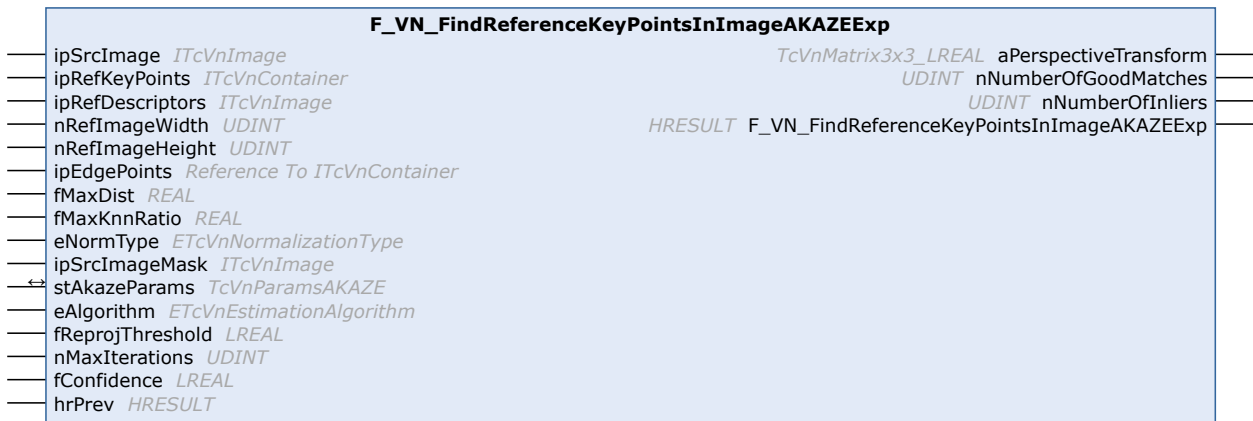 F_VN_FindReferenceKeyPointsInImageAKAZEExp
ipSrcImage ITcVnImage TcVnMatrix3x3_LREAL aPerspectiveTransform
ipRefKeyPoints ITcVnContainer UDINT nNumberOfGoodMatches
ipRefDescriptors ITcVnImage UDINT nNumberOfInliers
nRefImageWidth UDINT HRESULT F_VN_FindReferenceKeyPointsInImageAKAZEExp
nRefImageHeight UDINT
ipEdgePoints Reference To ITcVnContainer
fMaxDist REAL
fMaxKnnRatio REAL
eNormType ETcVnNormalizationType
ipSrcImageMask ITcVnImage
↔ stAkazeParams TcVnParamsAKAZE
eAlgorithm ETcVnEstimationAlgorithm
fReprojThreshold LREAL
nMaxIterations UDINT
fConfidence LREAL
hrPrev HRESULT